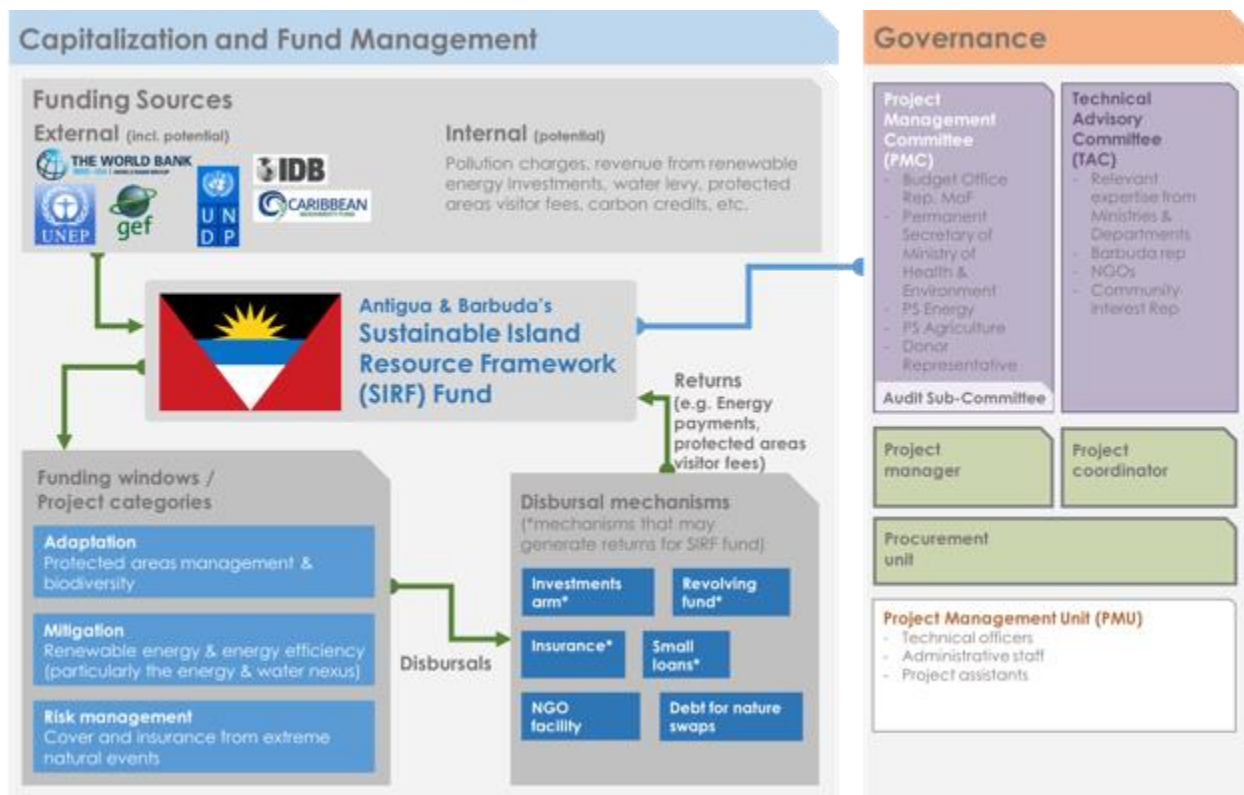 Capitalization and Fund Management
Funding Sources
External (incl. potential)
THE WORLD BANK
IDB
UNEP
gef
U N
D P
CARIBBEAN
Internal (potential)
Pollution charges, revenue from renewable
energy investments, water levy, protected
areas visitor fees, carbon credits, etc.
Antigua & Barbuda's
Sustainable Island
Resource Framework
(SIRF) Fund
Returns
(e.g. Energy
payments,
protected areas
visitor fees)
Funding windows /
Project categories
Adaptation
Protected areas management &
biodiversity
Mitigation
Renewable energy & energy efficiency
(particularly the energy & water nexus)
Risk management
Cover and insurance from extreme
natural events
Disbursals
Disbursal mechanisms
(*mechanisms that may
generate returns for SIRF fund)
Investments
arm*
Revolving
fund*
Insurance*
Small
loans*
NGO
facility
Debt for nature
swaps
Governance
Project
Management
Committee
(PMC)
- Budget Office
Rep. MoF
- Permanent
Secretary of
Ministry of
Health &
Environment
- PS Energy
- PS Agriculture
- Donor
Representative
Audit Sub-Committee
Technical
Advisory
Committee
(TAC)
- Relevant
expertise from
Ministries &
Departments
- Barbuda rep
- NGOs
- Community
interest Rep
Project
manager
Project
coordinator
Procurement
unit
Project Management Unit (PMU)
- Technical officers
- Administrative staff
- Project assistants